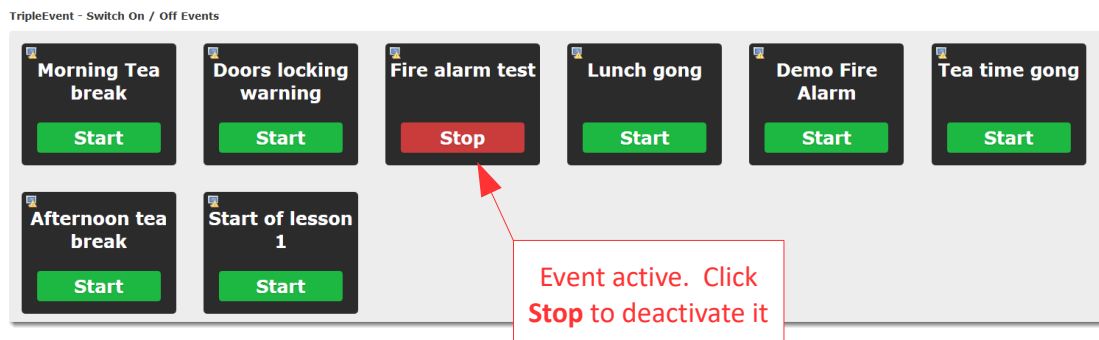 TripleEvent - Switch On / Off Events
Morning Tea
break
Start
Doors locking
warning
Start
Fire alarm test
Stop
Lunch gong
Start
Demo Fire
Alarm
Start
Tea time gong
Start
Afternoon tea
break
Start
Start of lesson
1
Start
Event active. Click
Stop to deactivate it